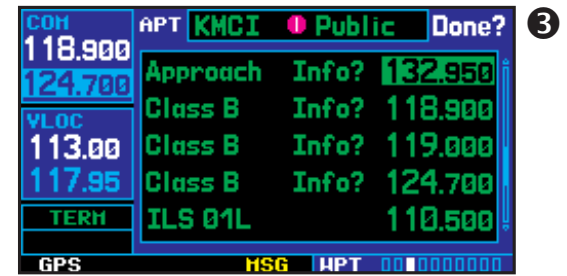 COM
118.900
124.700
VLOC
113.00
117.95
TERM
GPS
APT KMCI Public Done?
Approach Info? 132.950
Class B Info? 118.900
Class B Info? 119.000
Class B Info? 124.700
ILS 01L 110.500
MSG WPT
3